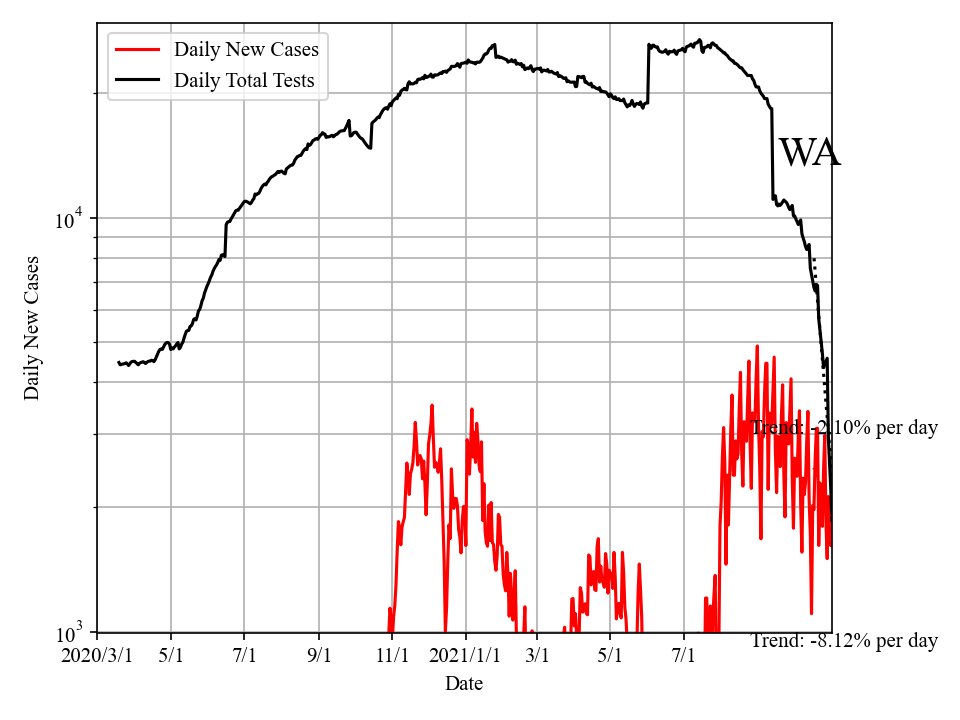 Daily New Cases
Daily Total Tests
WA
Daily New Cases
10^4
10^3
Trend: -2.10% per day
Trend: -8.12% per day
2020/3/1 5/1 7/1 9/1 11/1 2021/1/1 3/1 5/1 7/1
Date